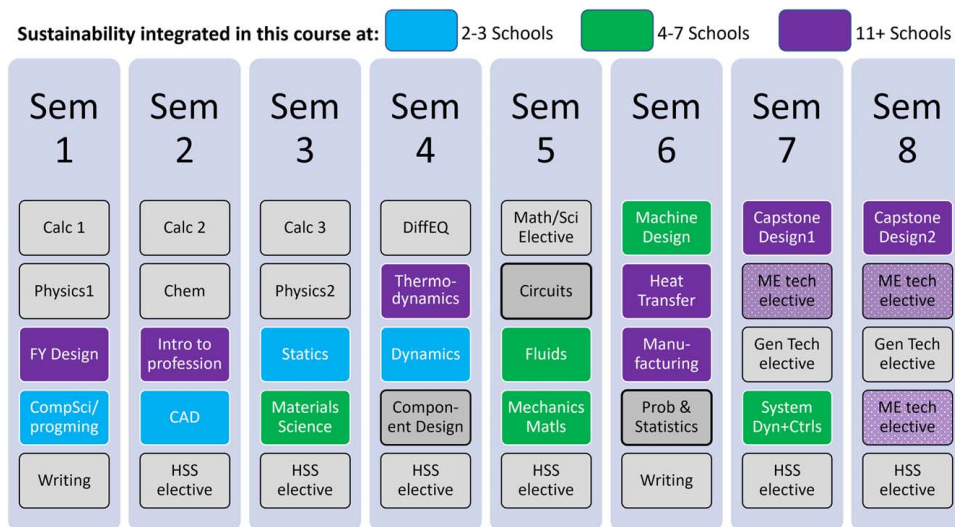 Sustainability integrated in this course at: 2-3 Schools 4-7 Schools 11+ Schools
Sem
1
Calc 1
Physics1
FY Design
CompSci/
progming
Writing
Sem
2
Calc 2
Chem
Intro to
profession
CAD
HSS
elective
Sem
3
Calc 3
Physics2
Statics
Materials
Science
HSS
elective
Sem
4
DiffEQ
Thermo-
dynamics
Dynamics
Compon-
ent Design
HSS
elective
Sem
5
Math/Sci
Elective
Circuits
Fluids
Mechanics
Matls
HSS
elective
Sem
6
Machine
Design
Heat
Transfer
Manu-
facturing
Prob &
Statistics
Writing
Sem
7
Capstone
Design1
ME tech
elective
Gen Tech
elective
System
Dyn+Ctrls
HSS
elective
Sem
8
Capstone
Design2
ME tech
elective
Gen Tech
elective
ME tech
elective
HSS
elective